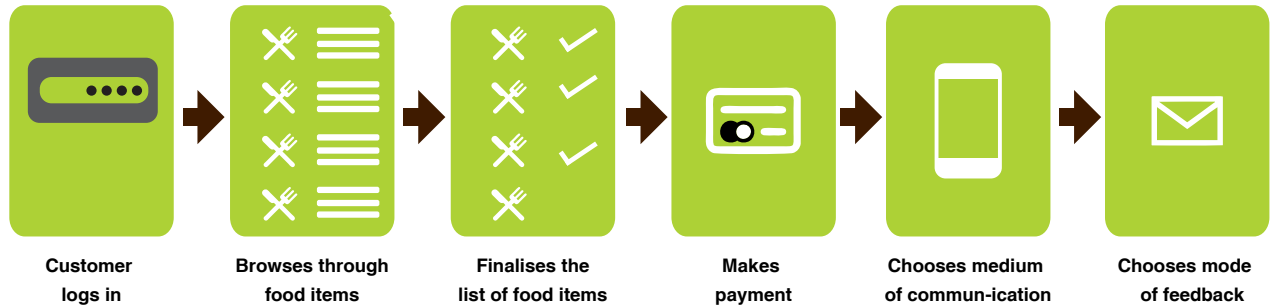 Customer
logs in
Browses through
food items
Finalises the
list of food items
Makes
payment
Chooses medium
of commun-ication
Chooses mode
of feedback